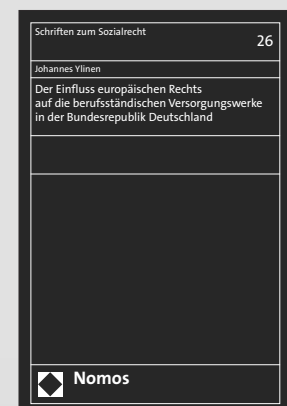 Schriften zum Sozialrecht
26
Johannes Ylinen
Der Einfluss europäischen Rechts
auf die berufsständischen Versorgungswerke
in der Bundesrepublik Deutschland
Nomos